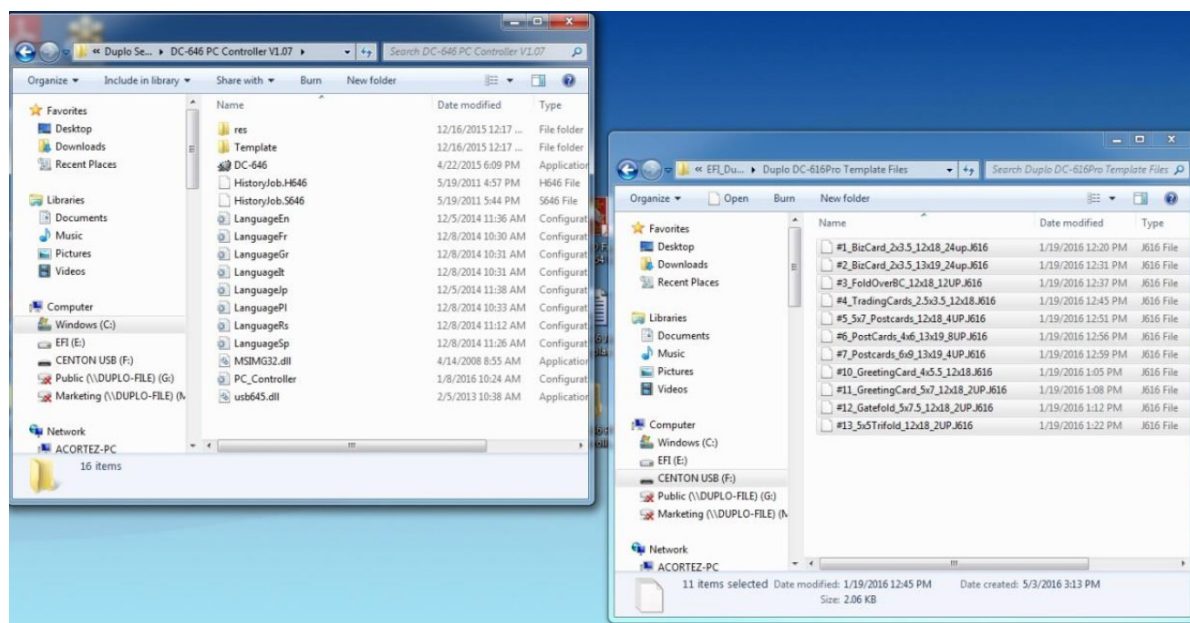 « Duplo Se... ▸ DC-646 PC Controller V1.07 ▸
Search DC-646 PC Controller V1.07
Organize Include in library Share with Burn New folder
Favorites
Desktop
Downloads
Recent Places
Libraries
Documents
Music
Pictures
Videos
Computer
Windows (C:)
EFI (E:)
CENTON USB (F:)
Public (\\DUPLO-FILE) (G:)
Marketing (\\DUPLO-FILE) (M
Network
ACORTEZ-PC
Name Date modified Type
res 12/16/2015 12:17 ... File folder
Template 12/16/2015 12:17 ... File folder
DC-646 4/22/2015 6:09 PM Application
HistoryJob.H646 5/19/2011 4:57 PM H646 File
HistoryJob.S646 5/19/2011 5:44 PM S646 File
LanguageEn 12/5/2014 11:36 AM Configurat
LanguageFr 12/8/2014 10:30 AM Configurat
LanguageGr 12/8/2014 10:31 AM Configurat
LanguageIt 12/8/2014 10:31 AM Configurat
LanguageJp 12/5/2014 11:38 AM Configurat
LanguagePl 12/8/2014 10:33 AM Configurat
LanguageRs 12/8/2014 11:12 AM Configurat
LanguageSp 12/8/2014 11:26 AM Configurat
MSIMG32.dll 4/14/2008 8:55 AM Application
PC_Controller 1/8/2016 10:24 AM Configurat
usb645.dll 2/5/2013 10:38 AM Application
16 items
« EFI_Du... ▸ Duplo DC-616Pro Template Files
Search Duplo DC-616Pro Template Files
Organize Open Burn New folder
Favorites
Desktop
Downloads
Recent Places
Libraries
Documents
Music
Pictures
Videos
Computer
Windows (C:)
EFI (E:)
CENTON USB (F:)
Public (\\DUPLO-FILE) (G:)
Marketing (\\DUPLO-FILE) (M
Network
ACORTEZ-PC
Name Date modified Type
#1_BizCard_2x3.5_12x18_24up.J616 1/19/2016 12:20 PM J616 File
#2_BizCard_2x3.5_13x19_24up.J616 1/19/2016 12:31 PM J616 File
#3_FoldOverBC_12x18_12UP.J616 1/19/2016 12:37 PM J616 File
#4_TradingCards_2.5x3.5_12x18.J616 1/19/2016 12:45 PM J616 File
#5_5x7_Postcards_12x18_4UP.J616 1/19/2016 12:51 PM J616 File
#6_PostCards_4x6_13x19_8UP.J616 1/19/2016 12:56 PM J616 File
#7_Postcards_6x9_13x19_4UP.J616 1/19/2016 12:59 PM J616 File
#10_GreetingCard_4x5.5_12x18.J616 1/19/2016 1:05 PM J616 File
#11_GreetingCard_5x7_12x18_2UP.J616 1/19/2016 1:08 PM J616 File
#12_Gatefold_5x7.5_12x18_2UP.J616 1/19/2016 1:12 PM J616 File
#13_5x5Trifold_12x18_2UP.J616 1/19/2016 1:22 PM J616 File
11 items selected Date modified: 1/19/2016 12:45 PM Date created: 5/3/2016 3:13 PM
Size: 2.06 KB